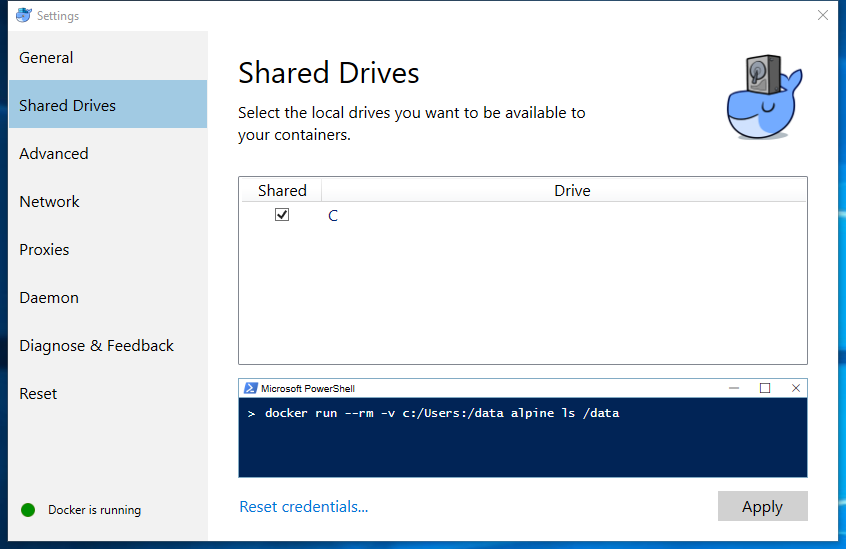 Settings
General
Shared Drives
Advanced
Network
Proxies
Daemon
Diagnose & Feedback
Reset
Docker is running
Shared Drives
Select the local drives you want to be available to
your containers.
Shared Drive
C
Microsoft PowerShell
> docker run --rm -v c:/Users:/data alpine ls /data
Reset credentials...
Apply